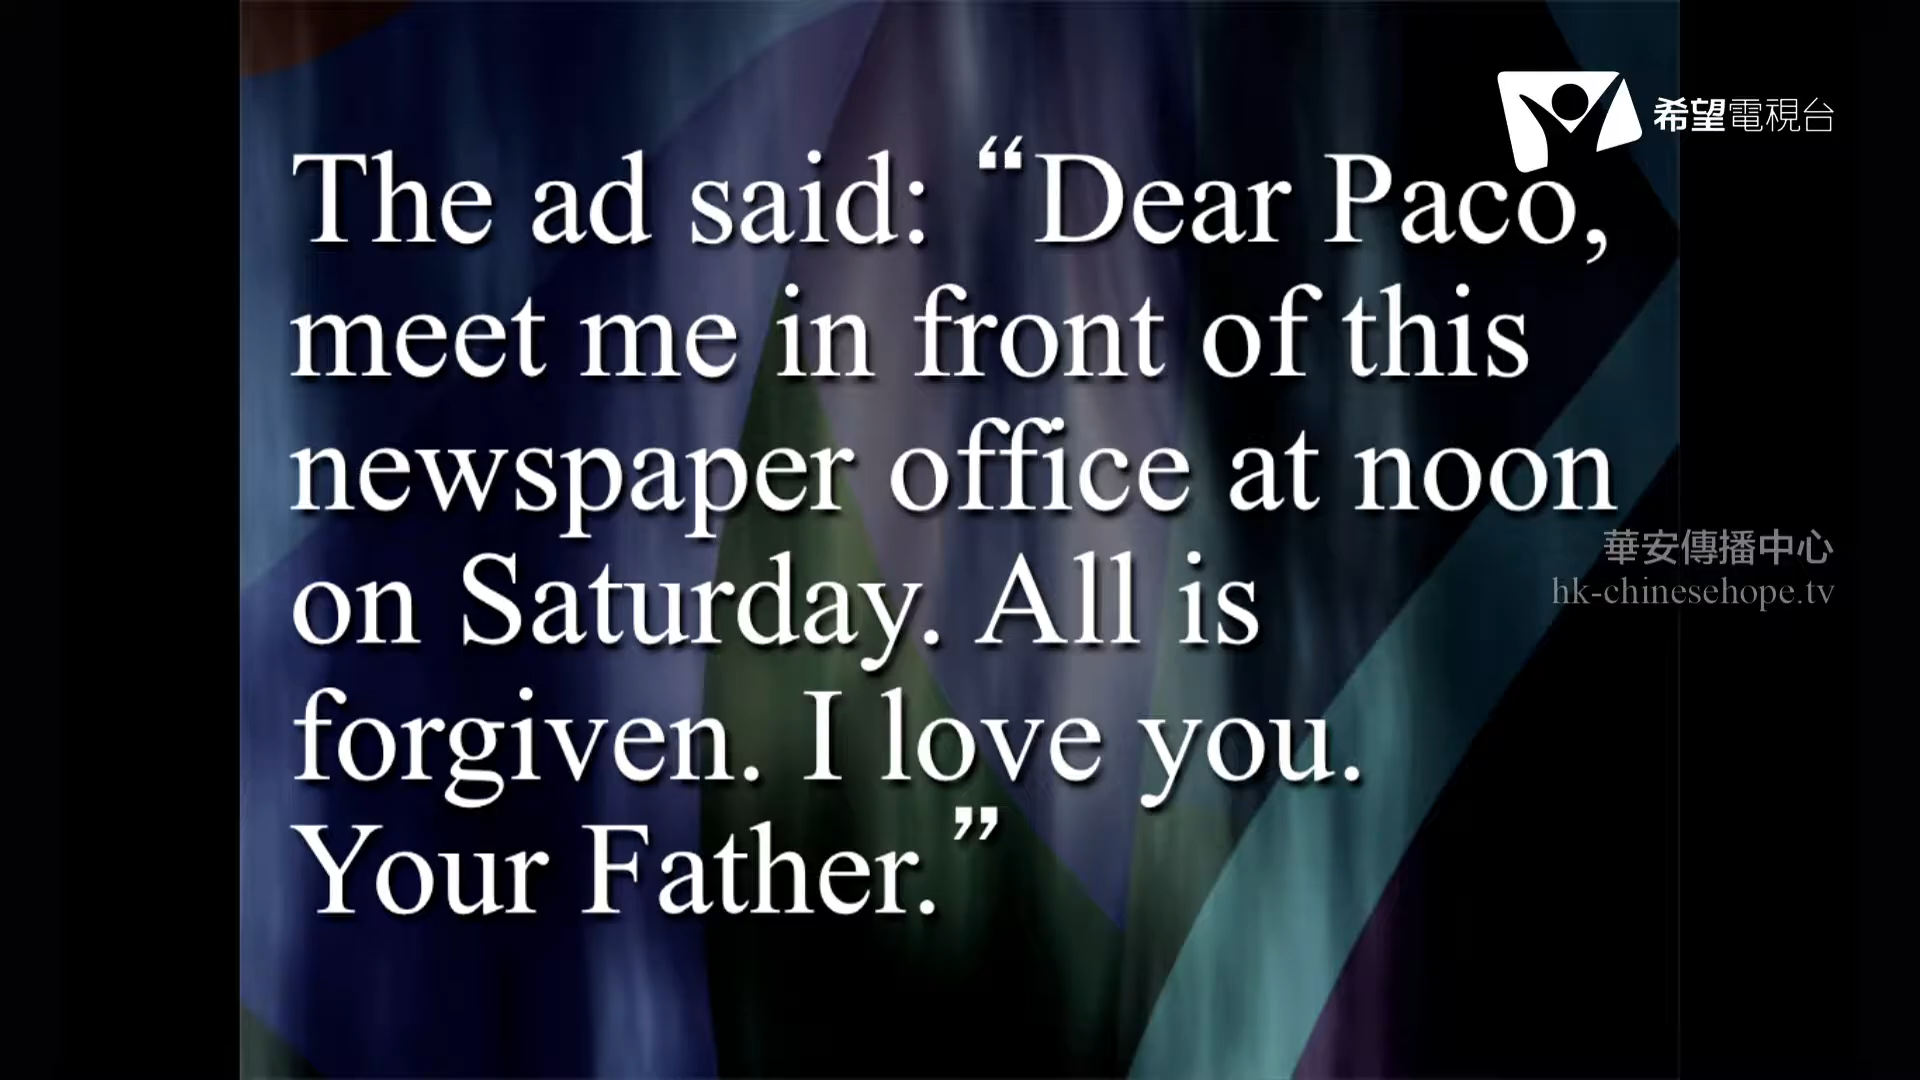 希望電視台
The ad said: “Dear Paco,
meet me in front of this
newspaper office at noon
on Saturday. All is
forgiven. I love you.
Your Father.”
華安傳播中心
hk-chinesehope.tv